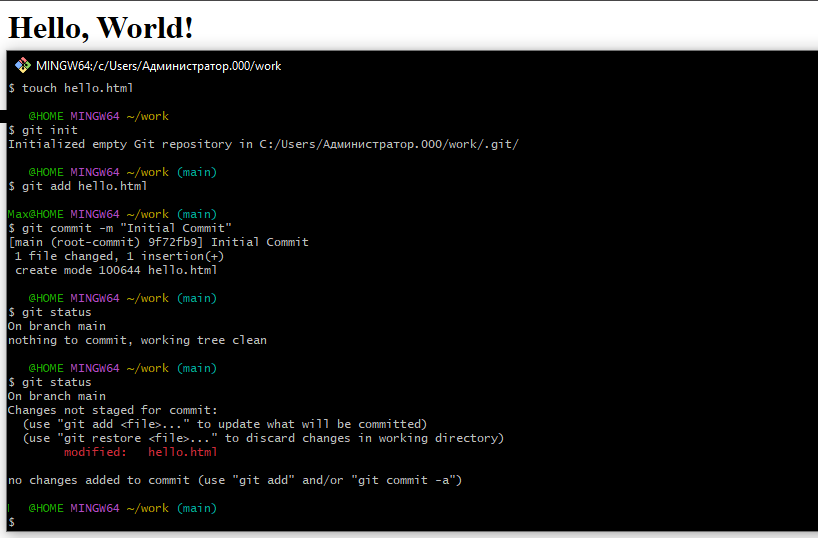 Hello, World!
MINGW64:/c/Users/Администратор.000/work
$ touch hello.html
@HOME MINGW64 ~/work
$ git init
Initialized empty Git repository in C:/Users/Администратор.000/work/.git/
@HOME MINGW64 ~/work (main)
$ git add hello.html
Max@HOME MINGW64 ~/work (main)
$ git commit -m "Initial Commit"
[main (root-commit) 9f72fb9] Initial Commit
1 file changed, 1 insertion(+)
create mode 100644 hello.html
@HOME MINGW64 ~/work (main)
$ git status
On branch main
nothing to commit, working tree clean
@HOME MINGW64 ~/work (main)
$ git status
On branch main
Changes not staged for commit:
(use "git add <file>..." to update what will be committed)
(use "git restore <file>..." to discard changes in working directory)
modified: hello.html
no changes added to commit (use "git add" and/or "git commit -a")
@HOME MINGW64 ~/work (main)
$